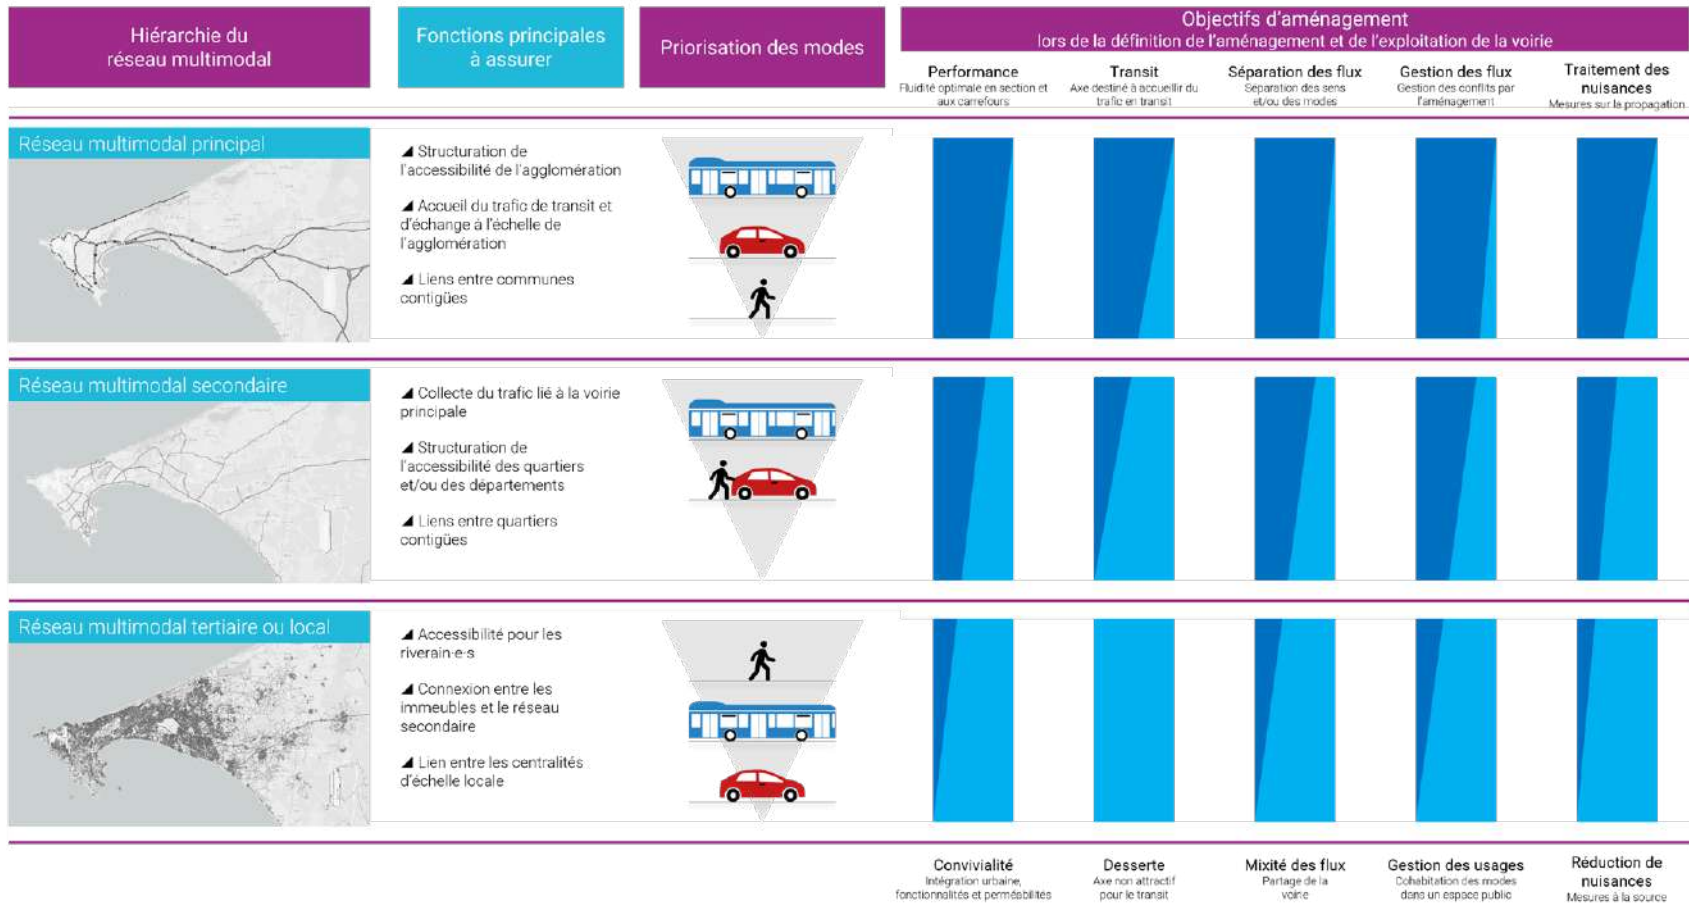 Hiérarchie du
réseau multimodal
Fonctions principales
à assurer
Priorisation des modes
Objectifs d'aménagement
lors de la définition de l'aménagement et de l'exploitation de la voirie
Performance
Fluidité optimale en section et
aux carrefours
Transit
Axe destiné à accueillir du
trafic en transit
Séparation des flux
Séparation des sens
et/ou des modes
Gestion des flux
Gestion des conflits par
l'aménagement
Traitement des
nuisances
Mesures sur la propagation
Réseau multimodal principal
◢ Structuration de
l'accessibilité de l'agglomération
◢ Accueil du trafic de transit et
d'échange à l'échelle de
l'agglomération
◢ Liens entre communes
contigües
Réseau multimodal secondaire
◢ Collecte du trafic lié à la voirie
principale
◢ Structuration de
l'accessibilité des quartiers
et/ou des départements
◢ Liens entre quartiers
contigües
Réseau multimodal tertiaire ou local
◢ Accessibilité pour les
riverain·e·s
◢ Connexion entre les
immeubles et le réseau
secondaire
◢ Lien entre les centralités
d'échelle locale
Convivialité
Intégration urbaine,
fonctionnalités et perméabilités
Desserte
Axe non attractif
pour le transit
Mixité des flux
Partage de la
voirie
Gestion des usages
Cohabitation des modes
dans un espace public
Réduction de
nuisances
Mesures à la source